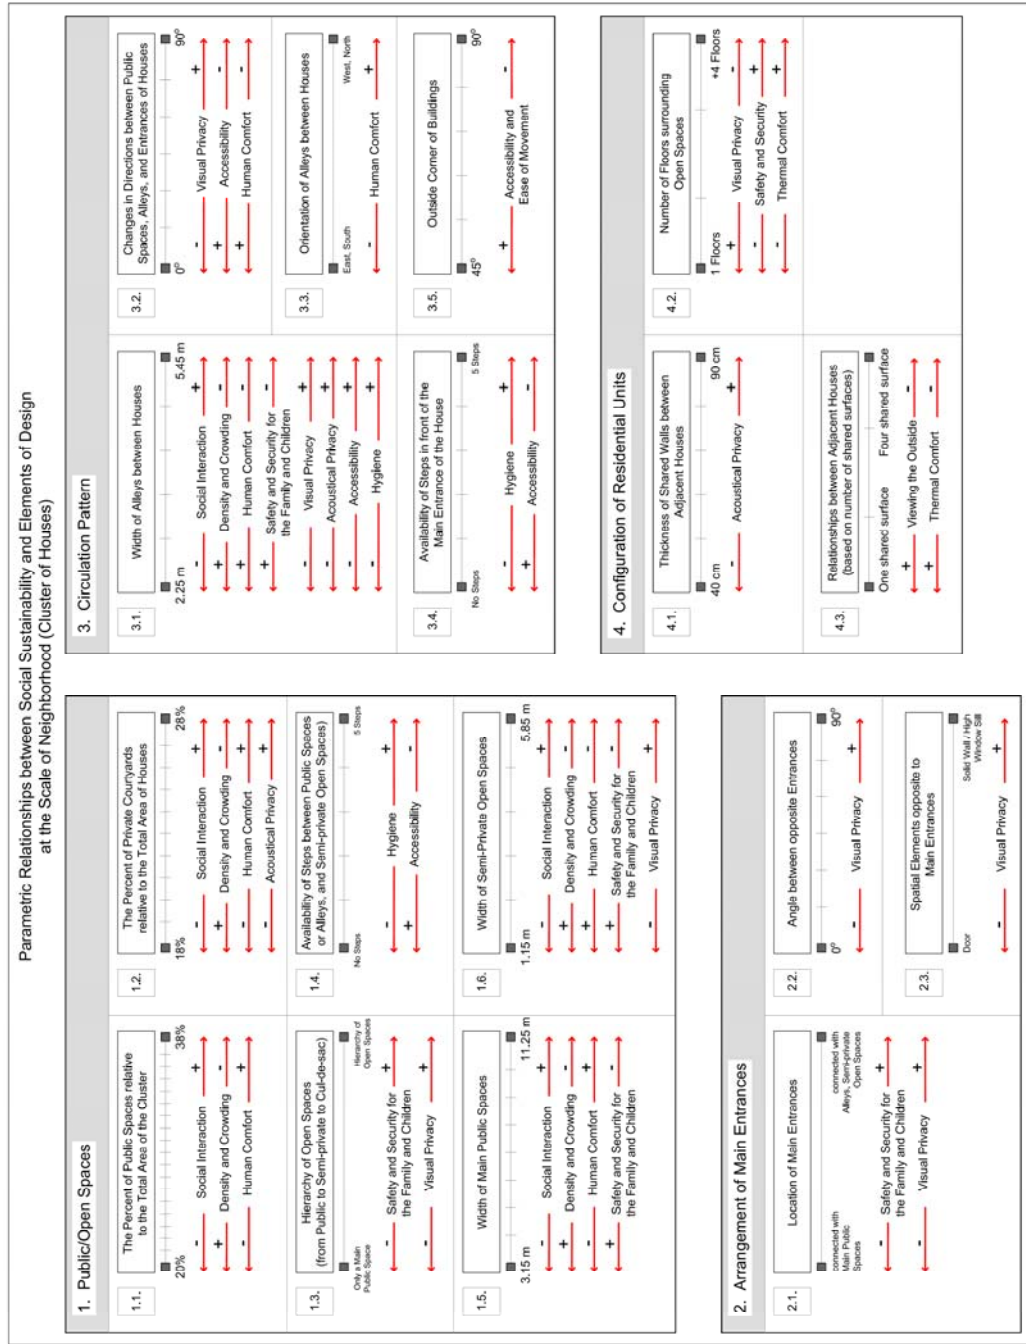 Parametric Relationships between Social Sustainability and Elements of Design
at the Scale of Neighborhood (Cluster of Houses)
1. Public/Open Spaces
1.1.
The Percent of Public Spaces relative
to the Total Area of the Cluster
20%
38%
- Social Interaction +
+ Density and Crowding -
- Human Comfort +
1.2.
The Percent of Private Courtyards
relative to the Total Area of Houses
18%
28%
- Social Interaction +
+ Density and Crowding -
- Human Comfort +
- Acoustical Privacy +
1.3.
Hierarchy of Open Spaces
(from Public to Semi-private to Cul-de-sac)
Only a Main
Public Space
Hierarchy of
Open Spaces
- Safety and Security for +
the Family and Children
- Visual Privacy +
1.4.
Availability of Steps between Public Spaces
or Alleys, and Semi-private Open Spaces)
No Steps
5 Steps
- Hygiene +
+ Accessibility -
1.5.
Width of Main Public Spaces
3.15 m
11.25 m
- Social Interaction +
+ Density and Crowding -
- Human Comfort +
+ Safety and Security for -
the Family and Children
1.6.
Width of Semi-Private Open Spaces
1.15 m
5.85 m
- Social Interaction +
+ Density and Crowding -
+ Human Comfort -
+ Safety and Security for -
the Family and Children
- Visual Privacy +
2. Arrangement of Main Entrances
2.1.
Location of Main Entrances
connected with
Main Public
Spaces
connected with
Alleys, Semi-private
Open Spaces
- Safety and Security for +
the Family and Children
- Visual Privacy +
2.2.
Angle between opposite Entrances
0º
90º
- Visual Privacy +
2.3.
Spatial Elements opposite to
Main Entrances
Door
Solid Wall / High
Window Sill
- Visual Privacy +
3. Circulation Pattern
3.1.
Width of Alleys between Houses
2.25 m
5.45 m
- Social Interaction +
+ Density and Crowding -
+ Human Comfort -
+ Safety and Security for -
the Family and Children
- Visual Privacy +
- Acoustical Privacy +
- Accessibility +
- Hygiene +
3.2.
Changes in Directions between Public
Spaces, Alleys, and Entrances of Houses
0º
90º
- Visual Privacy +
+ Accessibility -
+ Human Comfort -
3.3.
Orientation of Alleys between Houses
East, South
West, North
- Human Comfort +
3.4.
Availability of Steps in front of the
Main Entrance of the House
No Steps
5 Steps
- Hygiene +
+ Accessibility -
3.5.
Outside Corner of Buildings
45º
90º
+ Accessibility and -
Ease of Movement
4. Configuration of Residential Units
4.1.
Thickness of Shared Walls between
Adjacent Houses
40 cm
90 cm
- Acoustical Privacy +
4.2.
Number of Floors surrounding
Open Spaces
1 Floors
+4 Floors
+ Visual Privacy -
- Safety and Security +
- Thermal Comfort +
4.3.
Relationships between Adjacent Houses
(based on number of shared surfaces)
One shared surface
Four shared surface
+ Viewing the Outside -
+ Thermal Comfort -